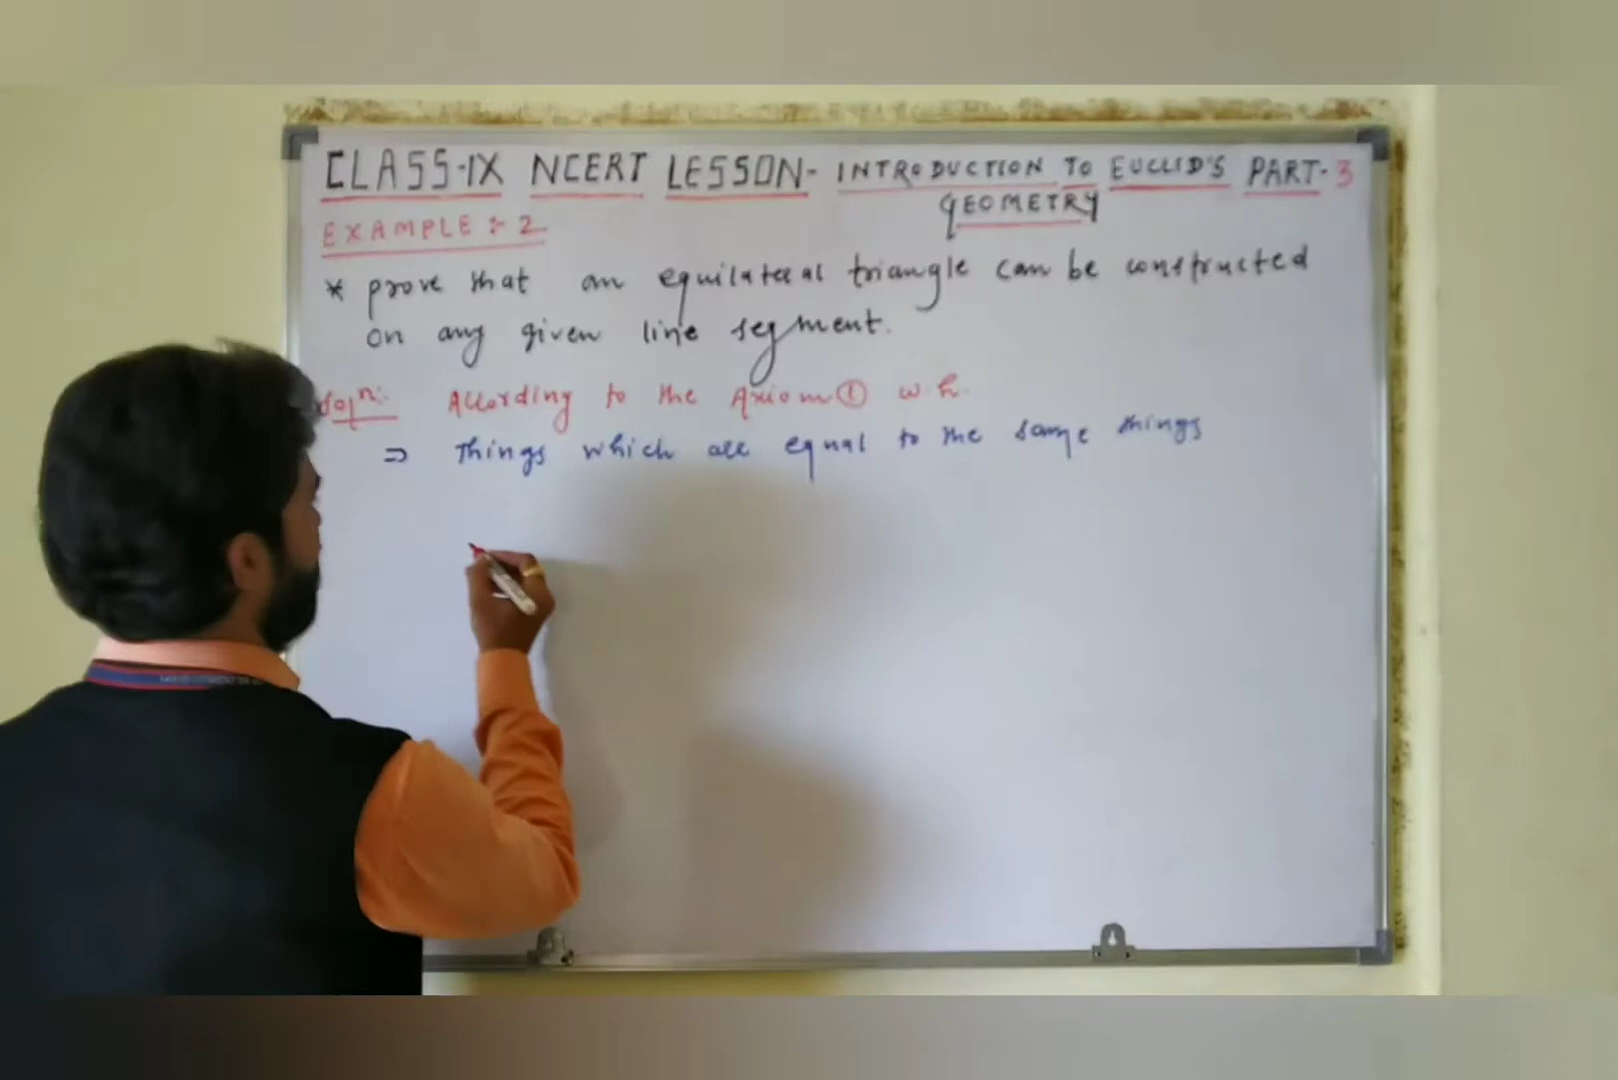 CLASS-IX NCERT LESSON- INTRODUCTION TO EUCLID'S PART-3
GEOMETRY
EXAMPLE :- 2
* prove that an equilateral triangle can be constructed
on any given line segment.
Soln:- According to the Axiom ① w.h.
⇒ Things which are equal to the same things